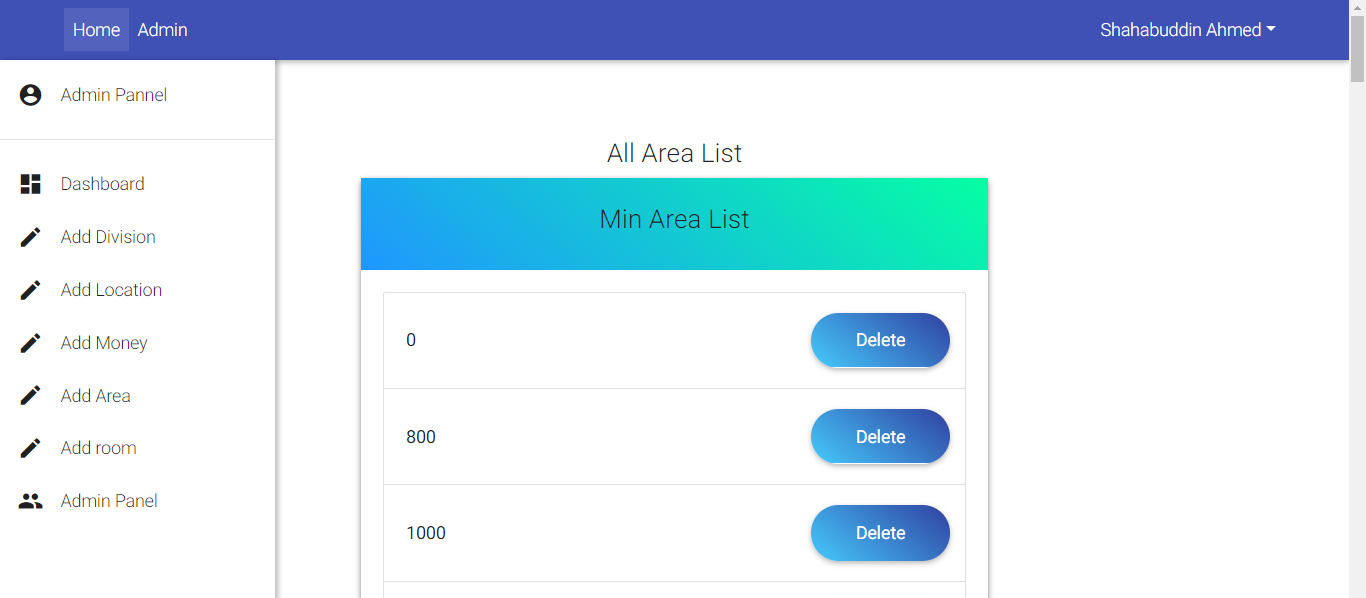 Home Admin Shahabuddin Ahmed
Admin Pannel
Dashboard
Add Division
Add Location
Add Money
Add Area
Add room
Admin Panel
All Area List
Min Area List
0 Delete
800 Delete
1000 Delete